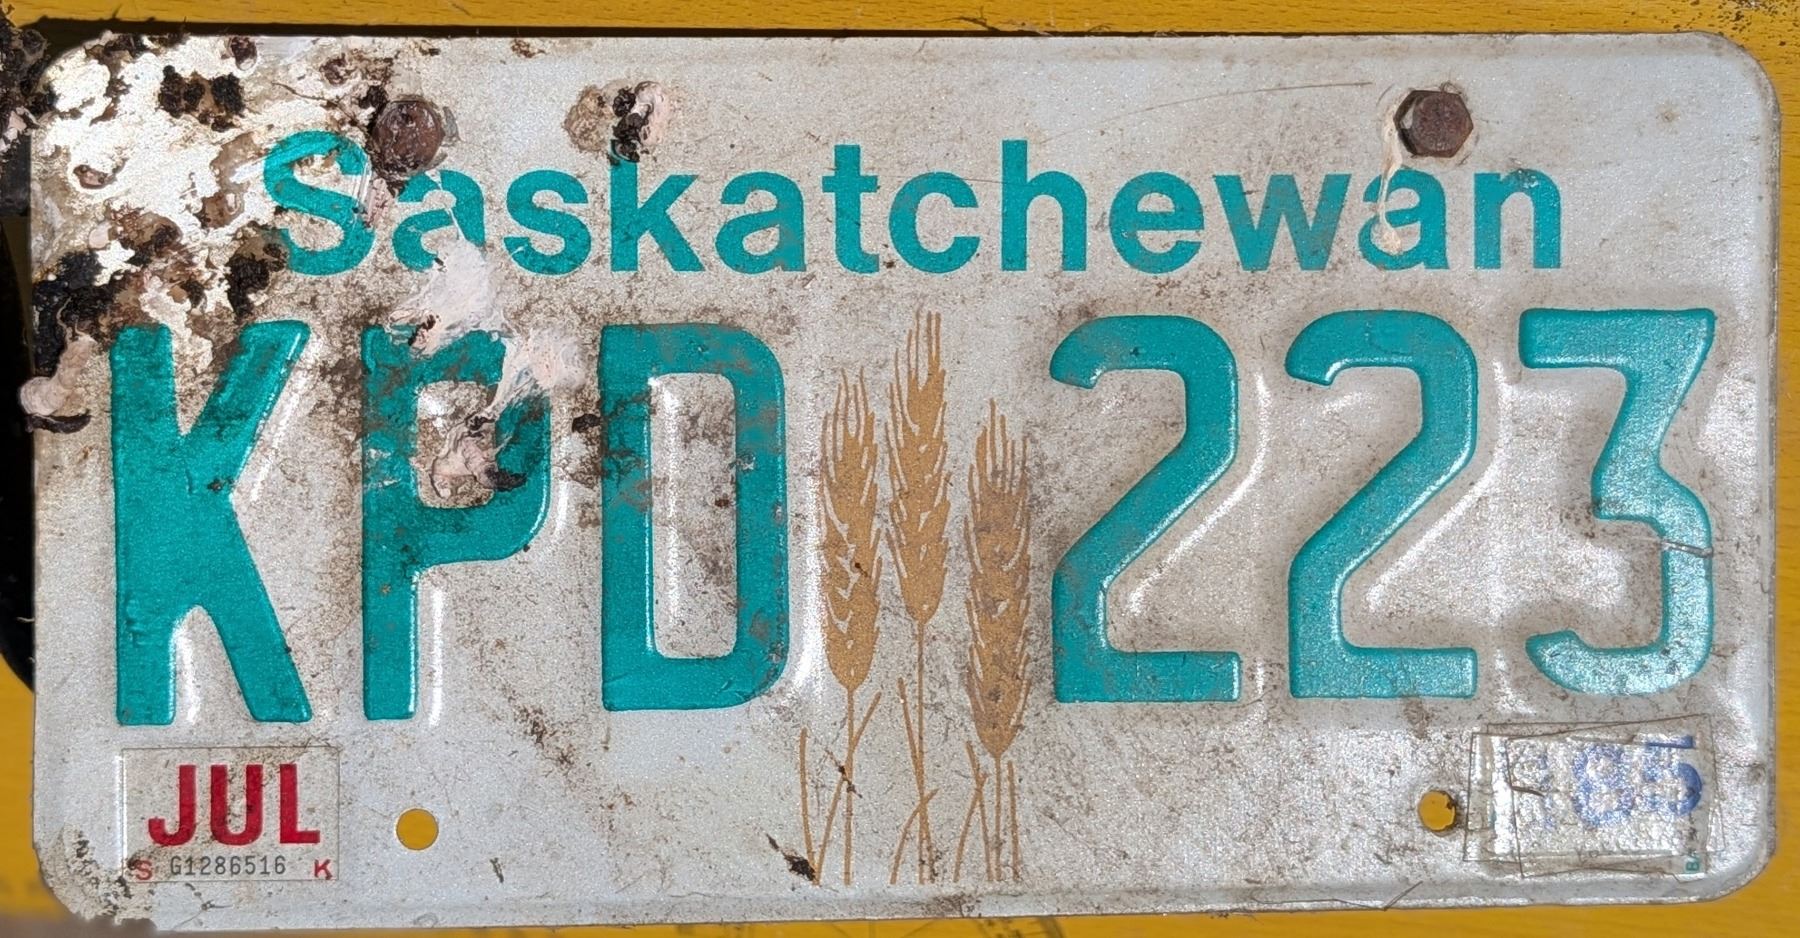 Saskatchewan
KPD 223
JUL
S G1286516 K